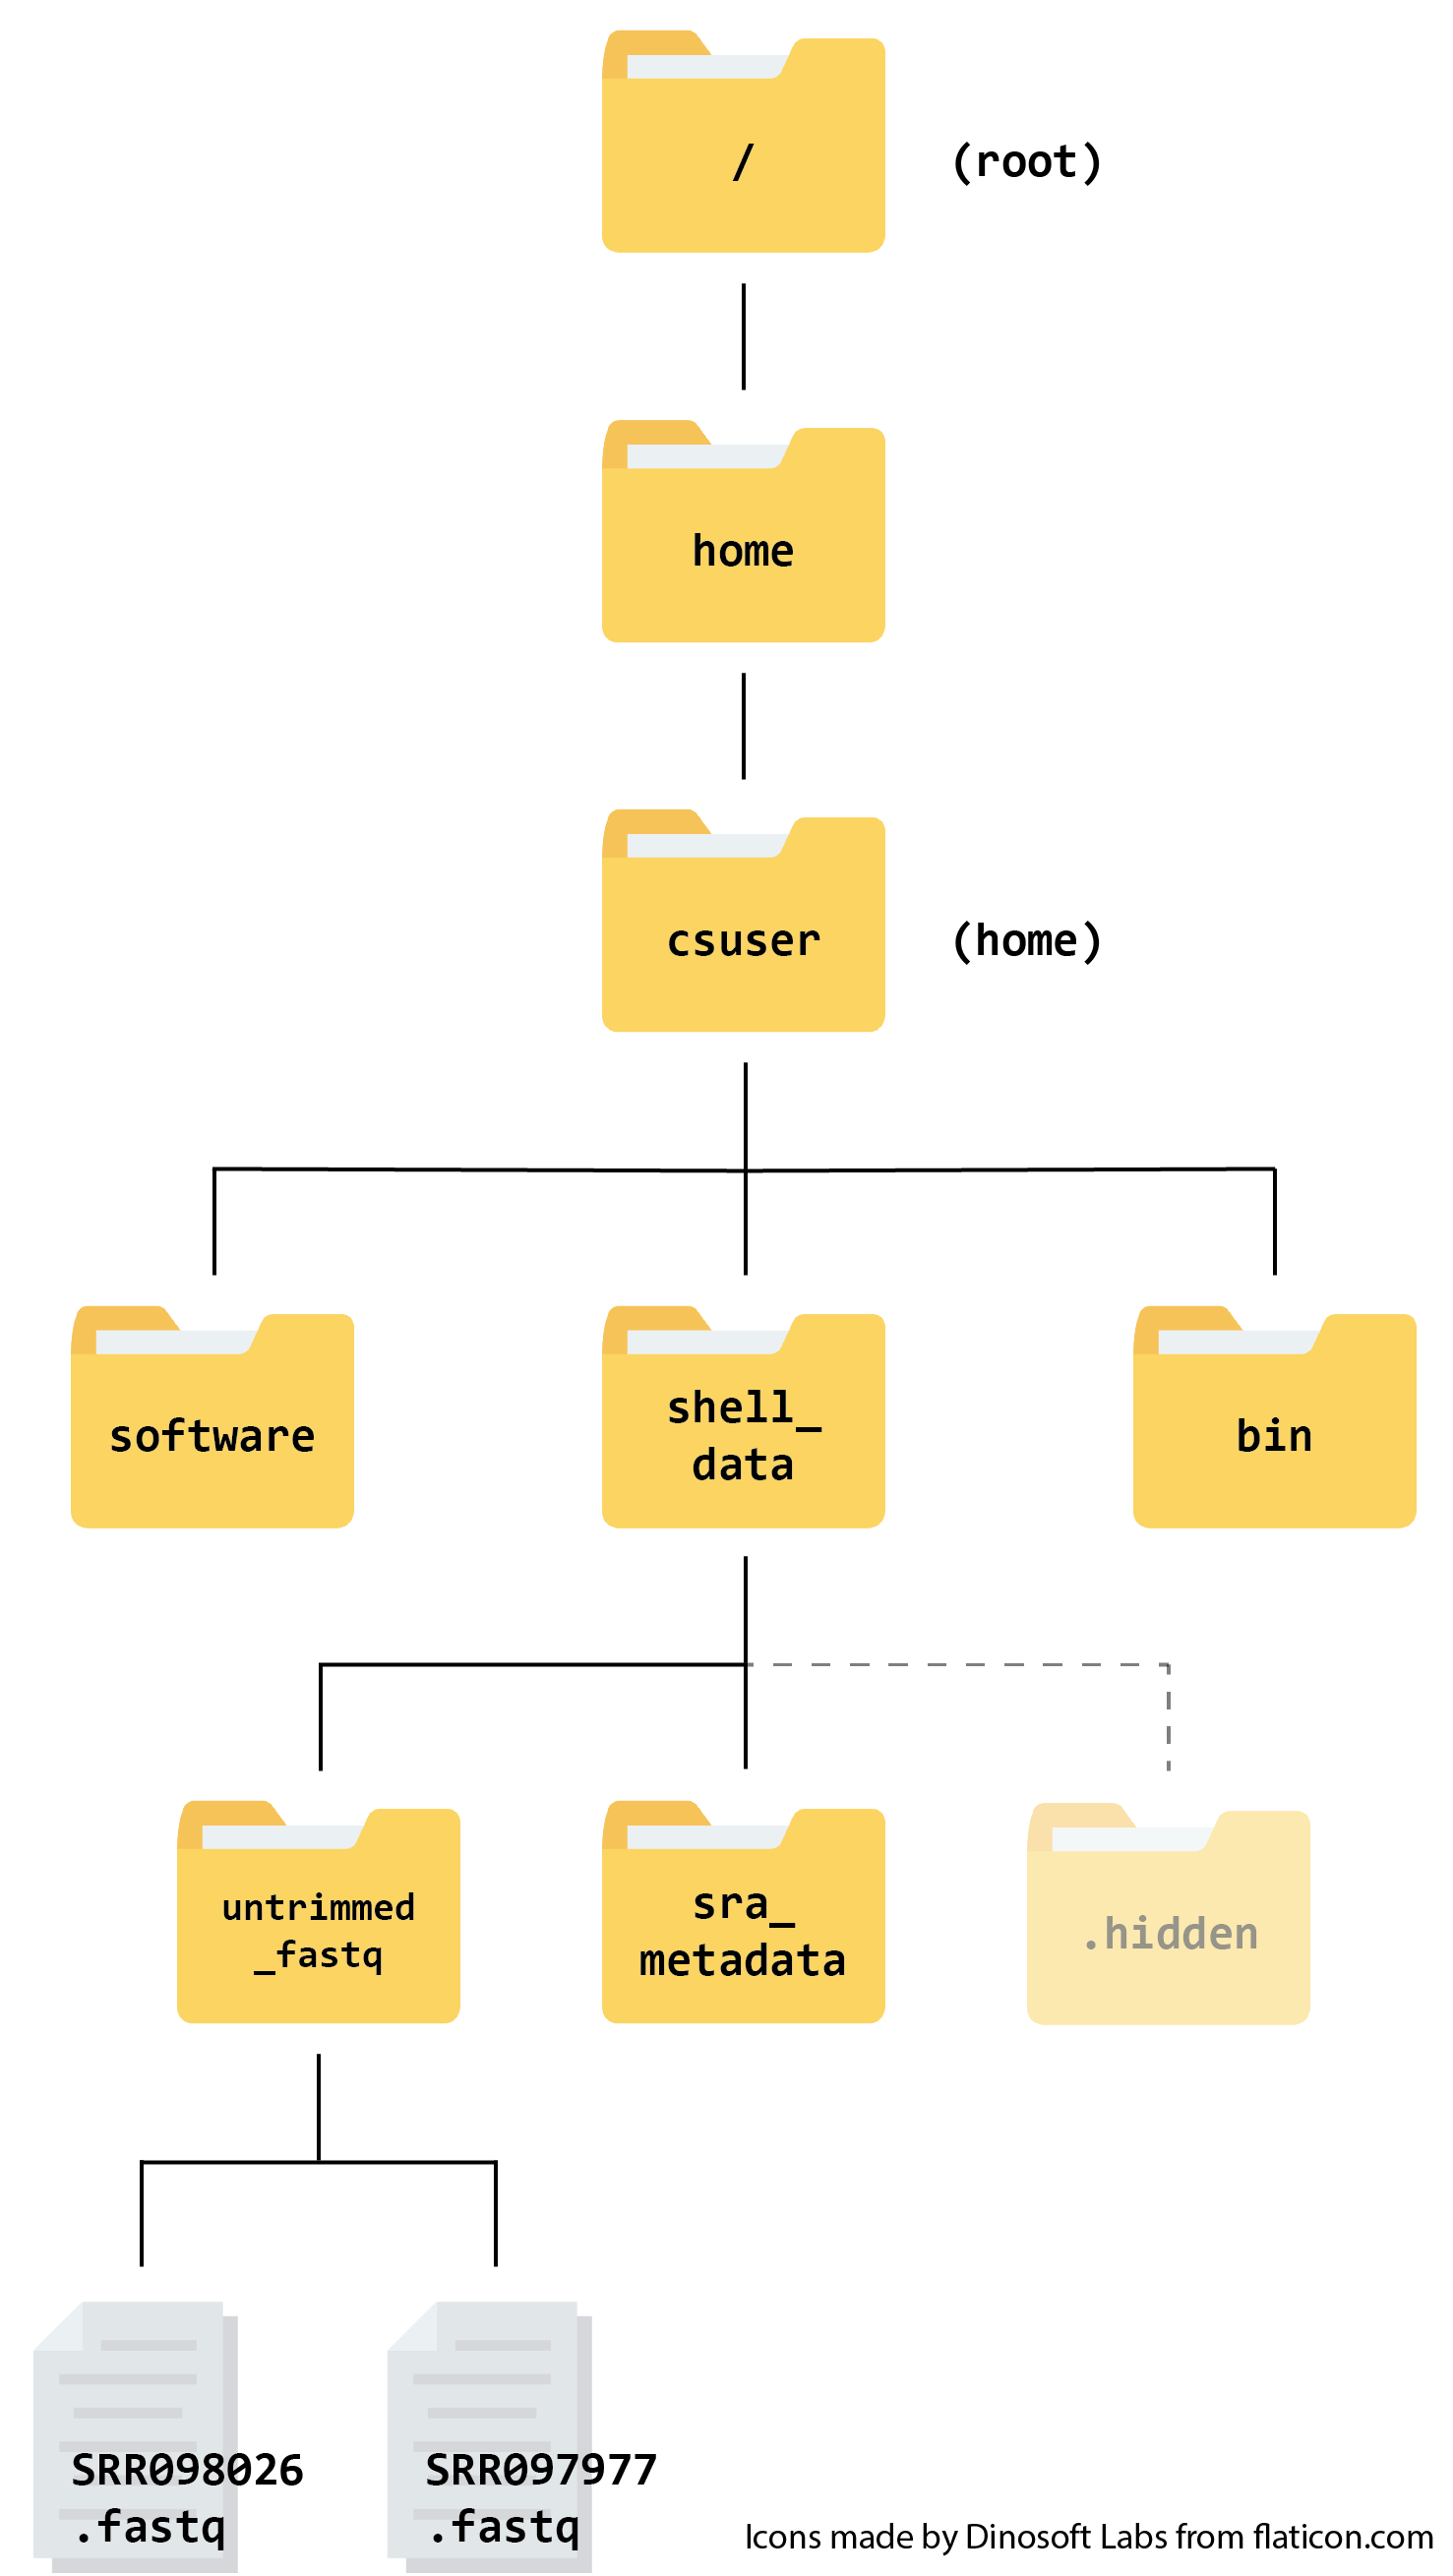 /
(root)
home
csuser
(home)
software
shell_
data
bin
untrimmed
_fastq
sra_
metadata
.hidden
SRR098026
.fastq
SRR097977
.fastq
Icons made by Dinosoft Labs from flaticon.com